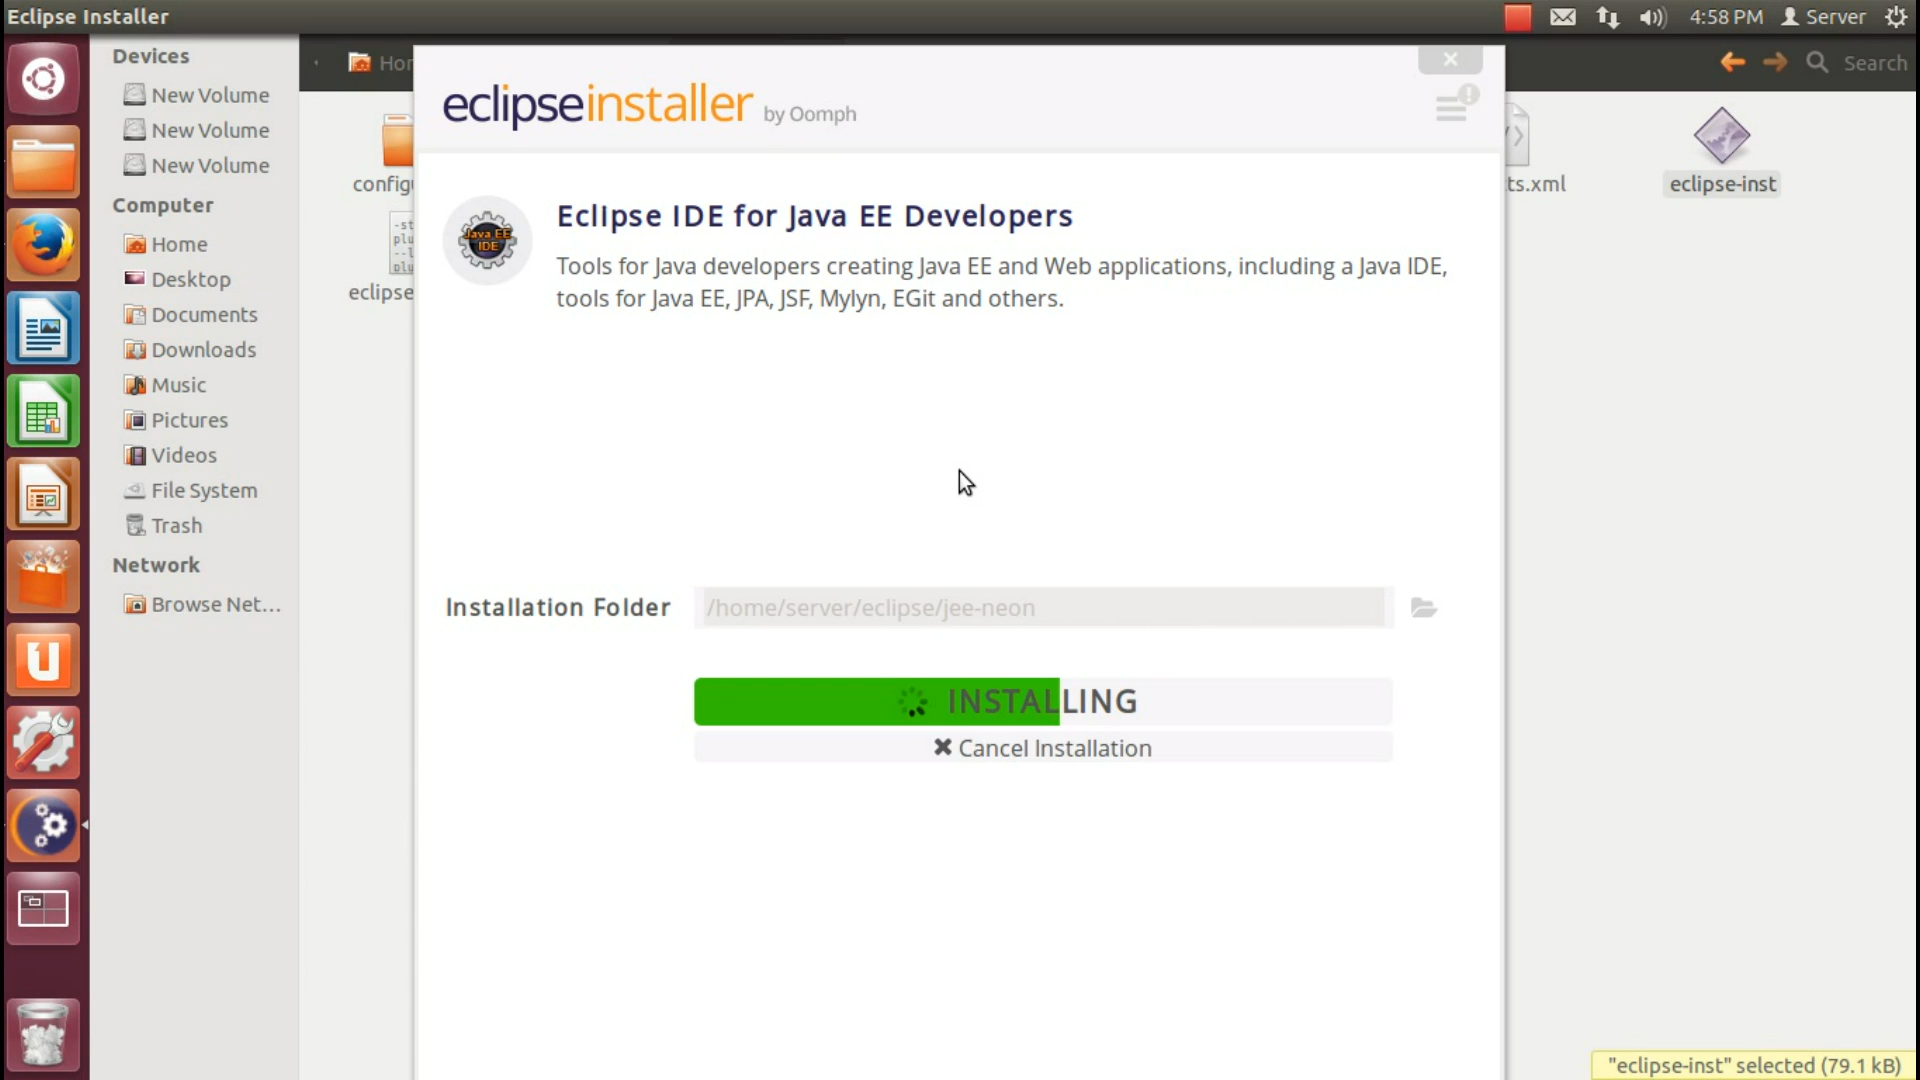 Eclipse Installer
4:58 PM
Server
Devices
New Volume
New Volume
New Volume
Computer
Home
Desktop
Documents
Downloads
Music
Pictures
Videos
File System
Trash
Network
Browse Net...
Search
eclipseinstaller by Oomph
EclIpse IDE for Java EE Developers
Java EE
IDE
Tools for Java developers creating Java EE and Web applications, including a Java IDE,
tools for Java EE, JPA, JSF, Mylyn, EGit and others.
Installation Folder
/home/server/eclipse/jee-neon
INSTALLING
Cancel Installation
ts.xml
eclipse-inst
eclipse
"eclipse-inst" selected (79.1 kB)